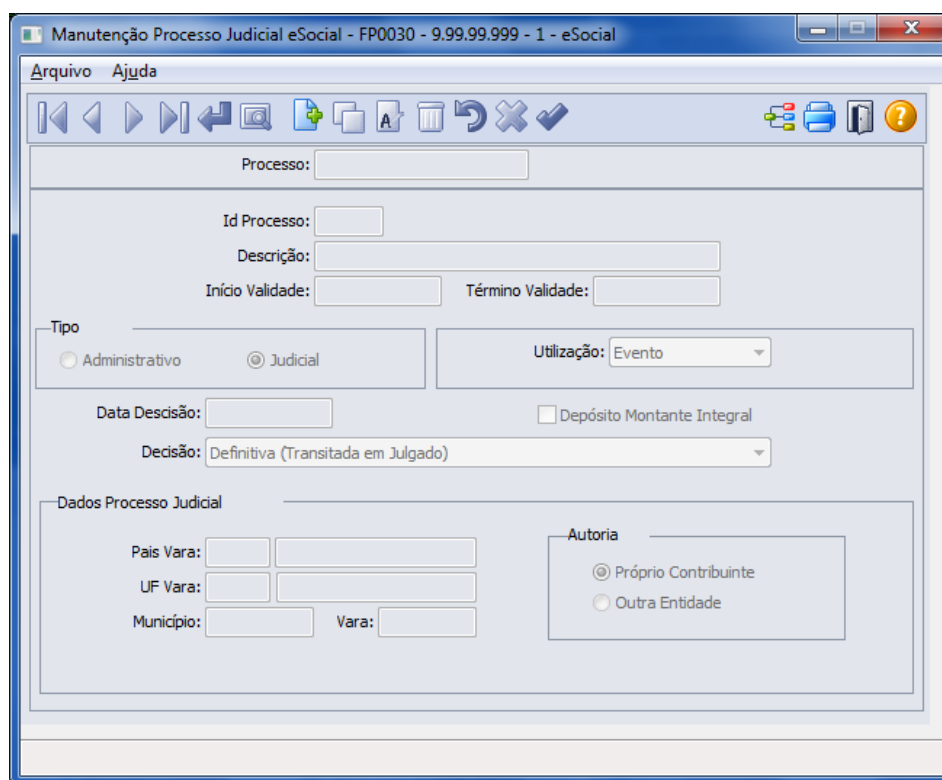 Manutenção Processo Judicial eSocial - FP0030 - 9.99.99.999 - 1 - eSocial
Arquivo Ajuda
Processo:
Id Processo:
Descrição:
Início Validade: Término Validade:
Tipo
Administrativo Judicial
Utilização: Evento
Data Descisão: Depósito Montante Integral
Decisão: Definitiva (Transitada em Julgado)
Dados Processo Judicial
Autoria
Pais Vara:
Próprio Contribuinte
UF Vara:
Outra Entidade
Município: Vara: